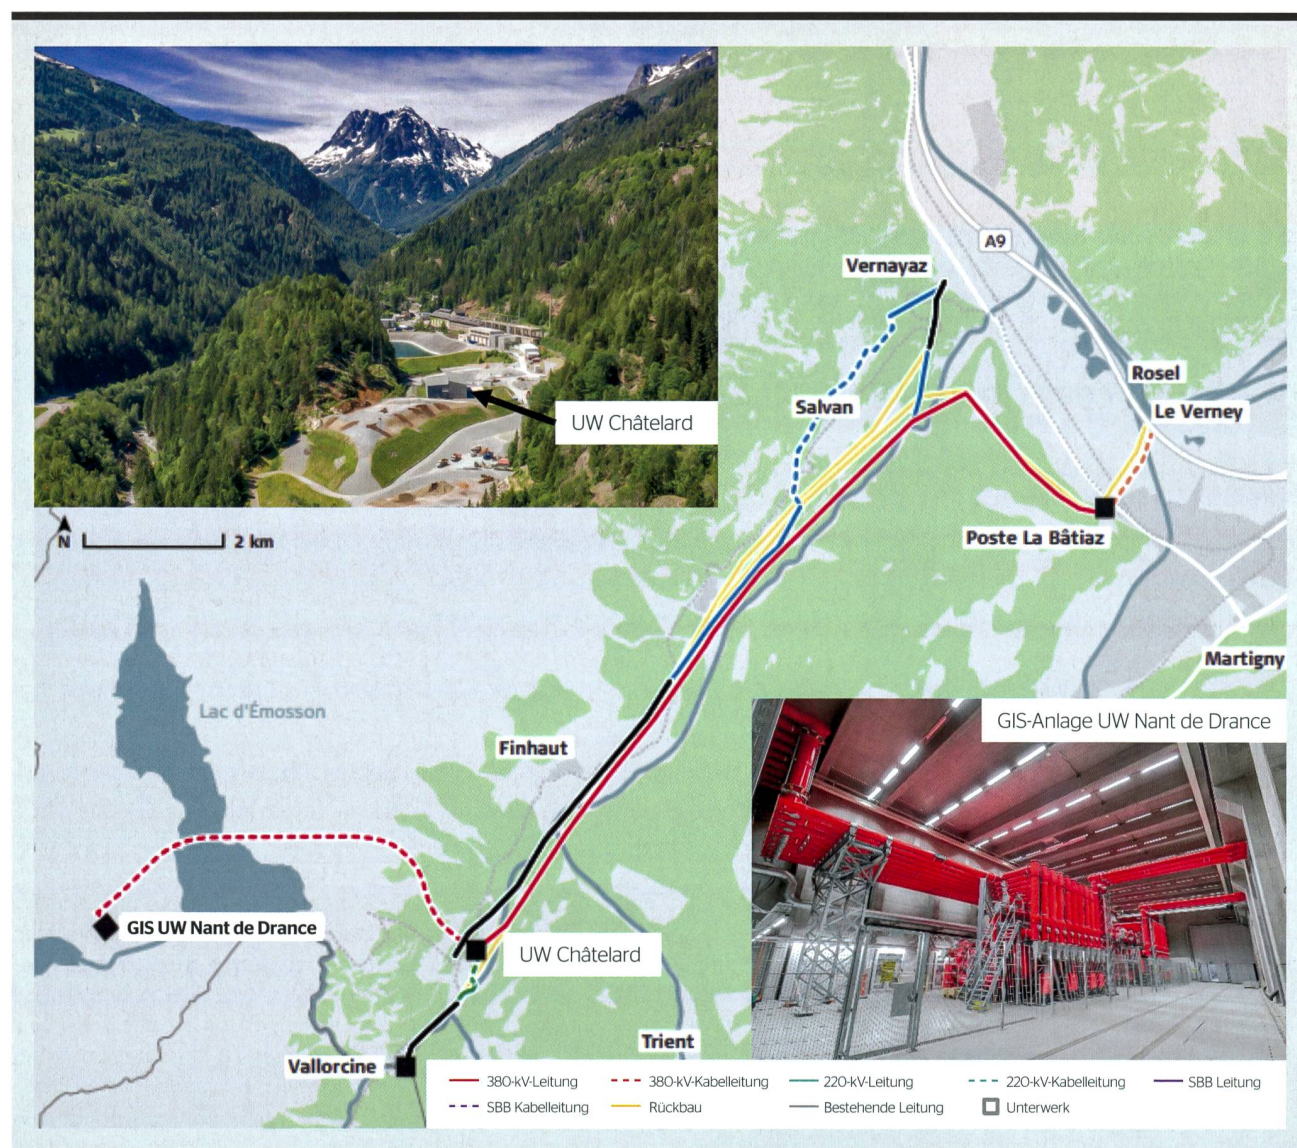 UW Châtelard
A9
Vernayaz
Rosel
Le Verney
Salvan
Poste La Bâtiaz
N
2 km
Martigny
Lac d'Émosson
GIS-Anlage UW Nant de Drance
Finhaut
GIS UW Nant de Drance
UW Châtelard
Trient
Vallorcine
380-kV-Leitung
380-kV-Kabelleitung
220-kV-Leitung
220-kV-Kabelleitung
SBB Leitung
SBB Kabelleitung
Rückbau
Bestehende Leitung
Unterwerk